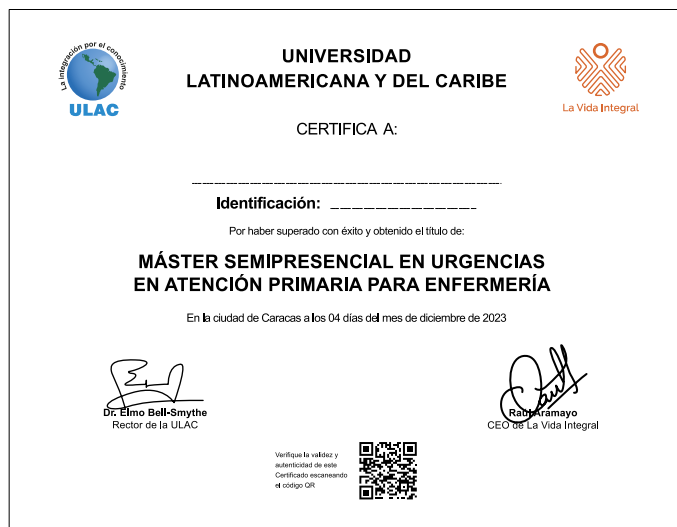 La integración por el conocimiento
ULAC
UNIVERSIDAD
LATINOAMERICANA Y DEL CARIBE
La Vida Integral
CERTIFICA A:
Identificación:
Por haber superado con éxito y obtenido el título de:
MÁSTER SEMIPRESENCIAL EN URGENCIAS
EN ATENCIÓN PRIMARIA PARA ENFERMERÍA
En la ciudad de Caracas a los 04 días del mes de diciembre de 2023
Dr. Elmo Bell-Smythe
Rector de la ULAC
Raúl Aramayo
CEO de La Vida Integral
Verifique la validez y
autenticidad de este
Certificado escaneando
el código QR